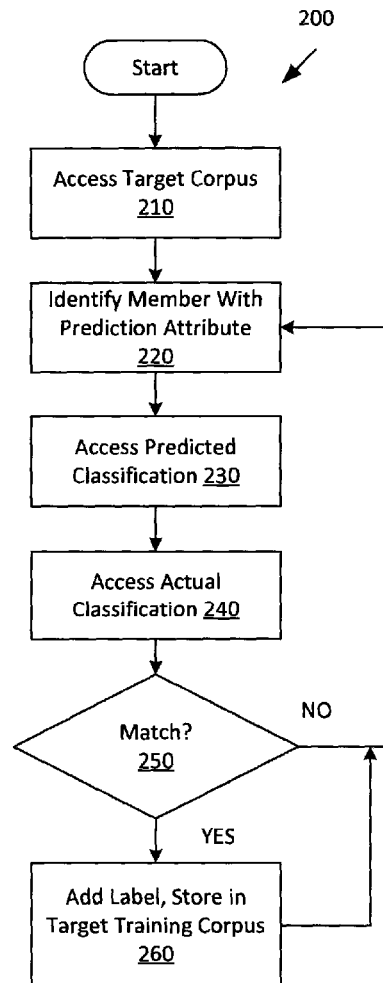 200
Start
Access Target Corpus
210
Identify Member With
Prediction Attribute
220
Access Predicted
Classification 230
Access Actual
Classification 240
Match?
250
NO
YES
Add Label, Store in
Target Training Corpus
260